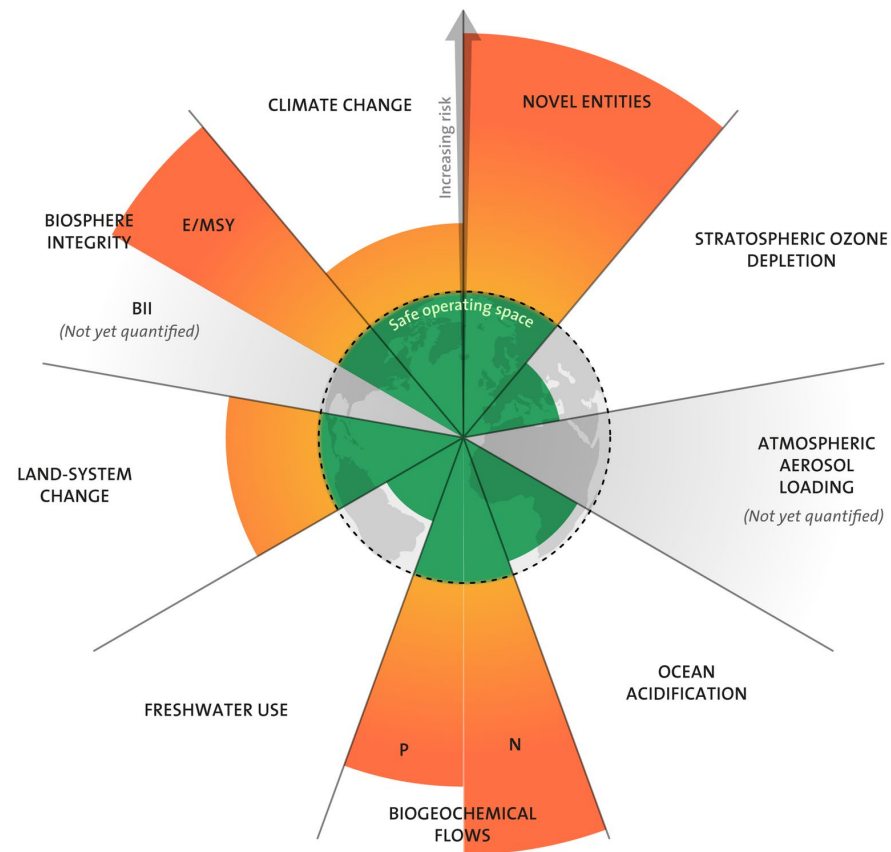 CLIMATE CHANGE
Increasing risk
NOVEL ENTITIES
BIOSPHERE
INTEGRITY
E/MSY
STRATOSPHERIC OZONE
DEPLETION
BII
(Not yet quantified)
Safe operating space
LAND-SYSTEM
CHANGE
ATMOSPHERIC
AEROSOL
LOADING
(Not yet quantified)
FRESHWATER USE
OCEAN
ACIDIFICATION
P
N
BIOGEOCHEMICAL
FLOWS